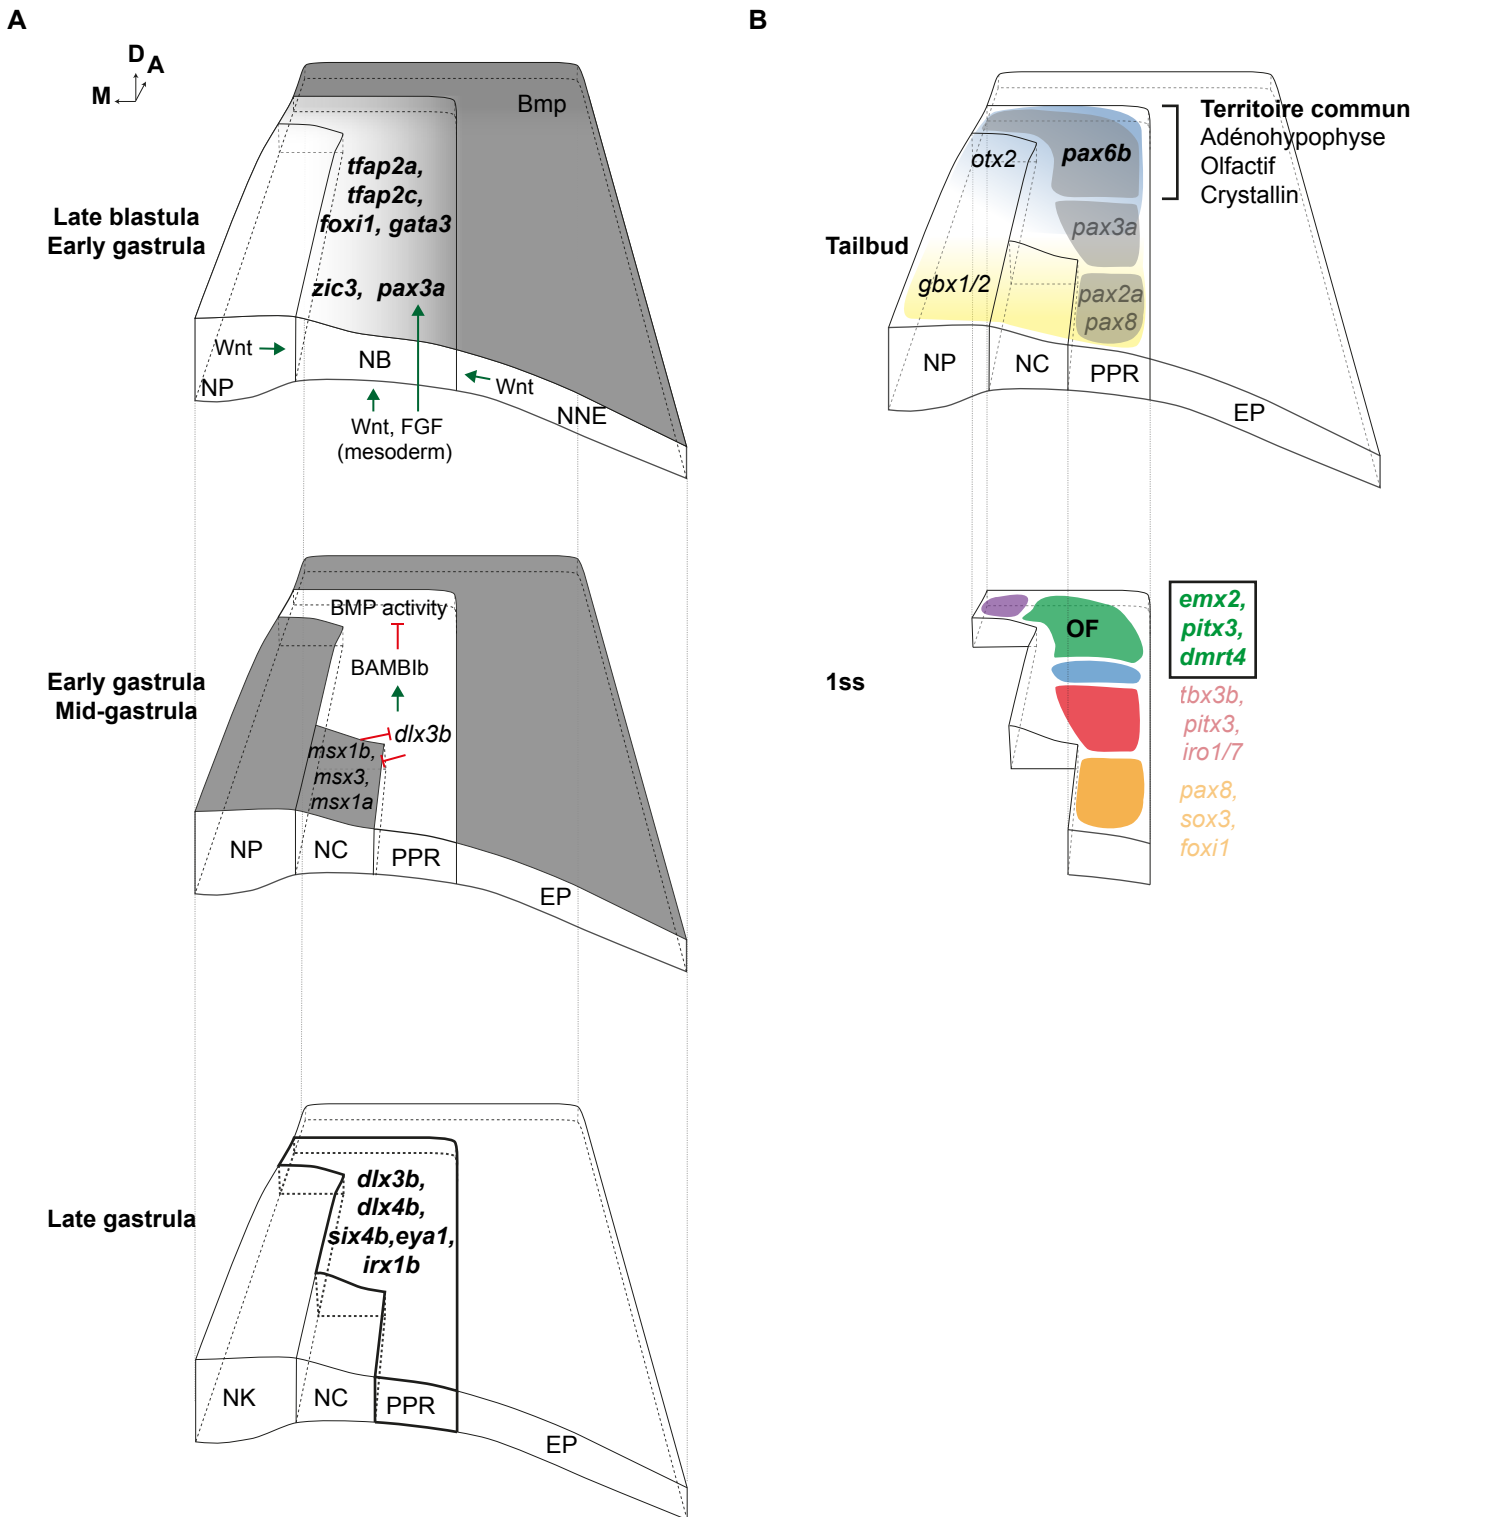 A
D
A
M
Late blastula
Early gastrula
Bmp
tfap2a,
tfap2c,
foxi1, gata3
zic3, pax3a
Wnt
NP
NB
Wnt
NNE
Wnt, FGF
(mesoderm)
Early gastrula
Mid-gastrula
BMP activity
BAMBIb
dlx3b
msx1b,
msx3,
msx1a
NP
NC
PPR
EP
Late gastrula
dlx3b,
dlx4b,
six4b,eya1,
irx1b
NK
NC
PPR
EP
B
Tailbud
otx2
pax6b
pax3a
gbx1/2
pax2a
pax8
NP
NC
PPR
EP
Territoire commun
Adénohypophyse
Olfactif
Crystallin
1ss
OF
emx2,
pitx3,
dmrt4
tbx3b,
pitx3,
iro1/7
pax8,
sox3,
foxi1